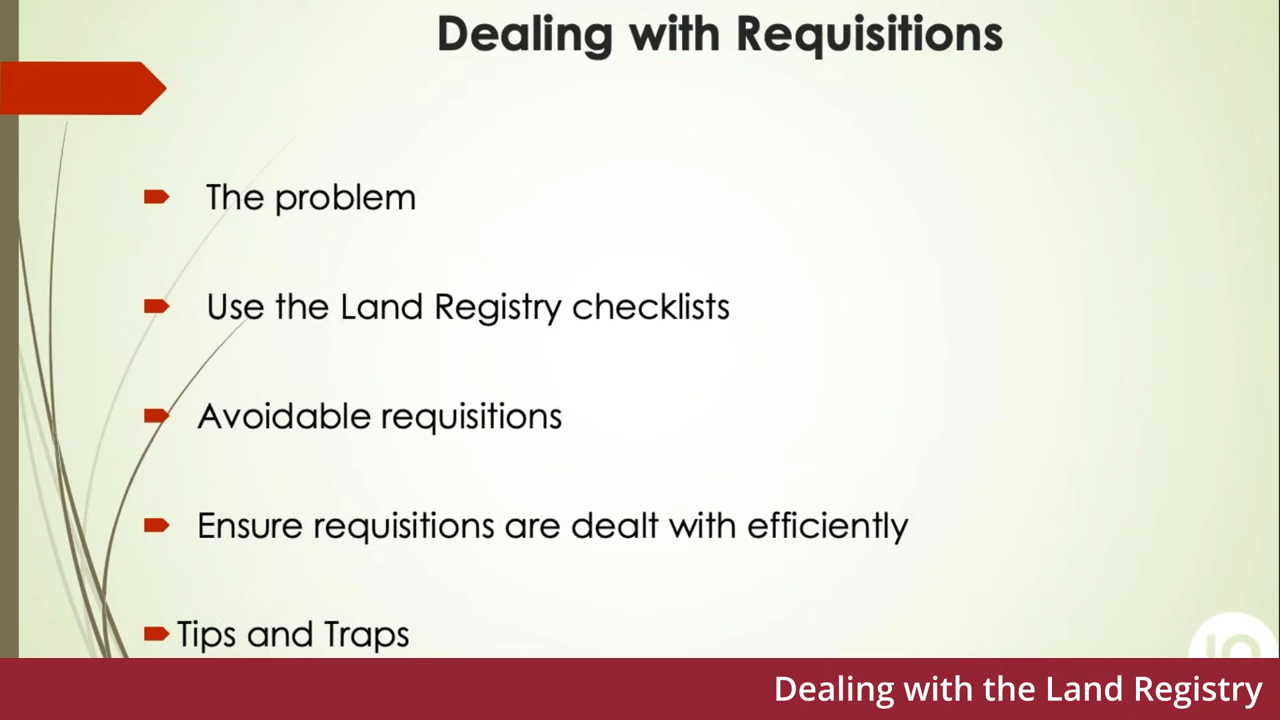 Dealing with Requisitions
The problem
Use the Land Registry checklists
Avoidable requisitions
Ensure requisitions are dealt with efficiently
Tips and Traps
Dealing with the Land Registry